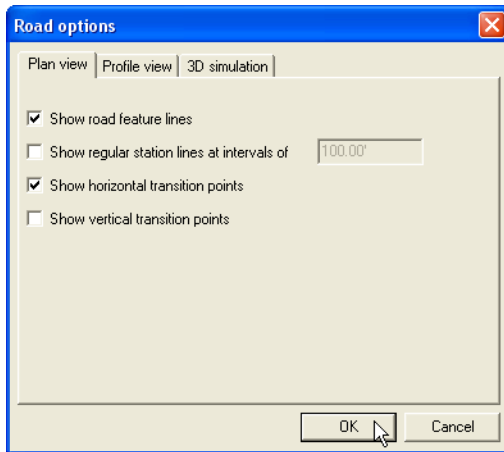 Road options
Plan view Profile view 3D simulation
Show road feature lines
Show regular station lines at intervals of 100.00'
Show horizontal transition points
Show vertical transition points
OK Cancel